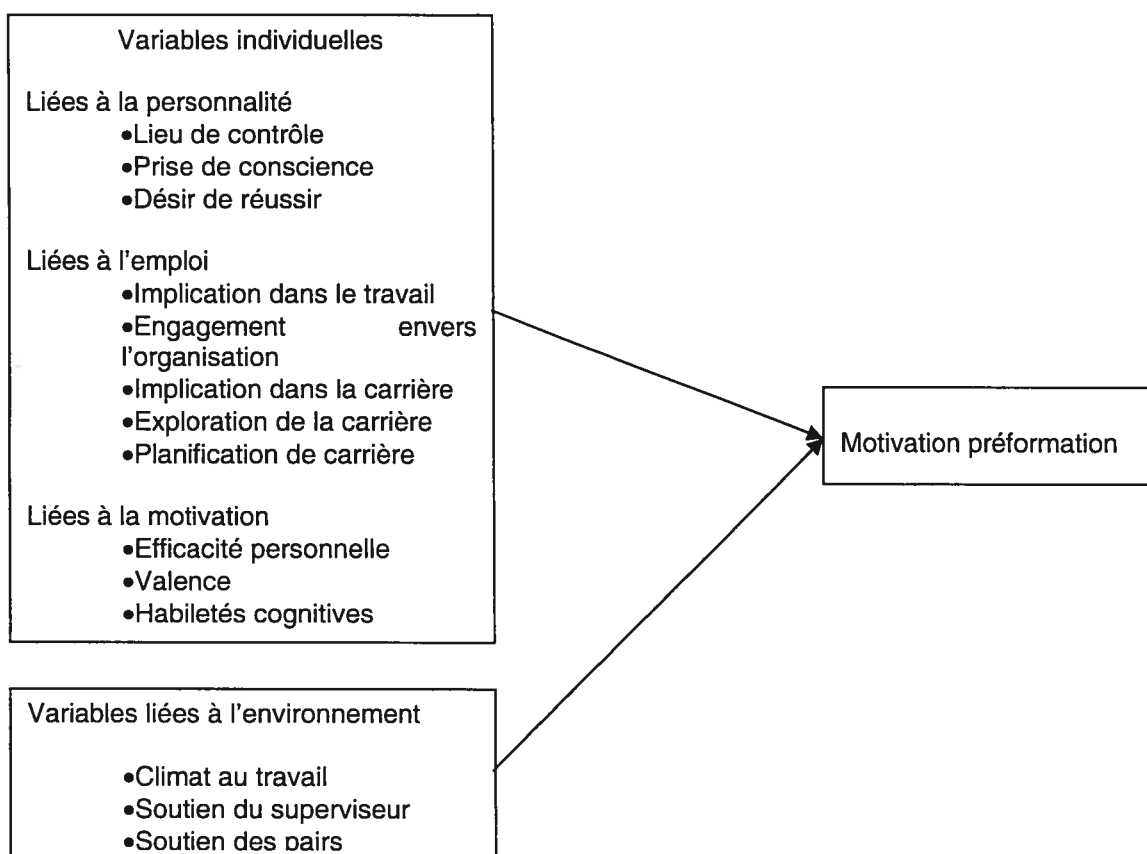 Variables individuelles
Liées à la personnalité
•Lieu de contrôle
•Prise de conscience
•Désir de réussir
Liées à l'emploi
•Implication dans le travail
•Engagement envers
l'organisation
•Implication dans la carrière
•Exploration de la carrière
•Planification de carrière
Liées à la motivation
•Efficacité personnelle
•Valence
•Habiletés cognitives
Motivation préformation
Variables liées à l'environnement
•Climat au travail
•Soutien du superviseur
•Soutien des pairs